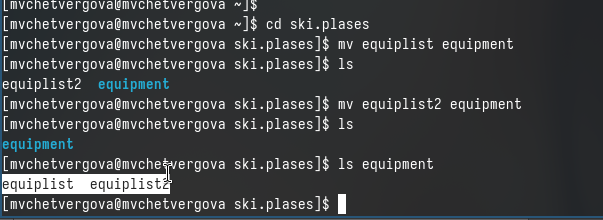 [mvchetvergova@mvchetvergova ~]$
[mvchetvergova@mvchetvergova ~]$ cd ski.plases
[mvchetvergova@mvchetvergova ski.plases]$ mv equiplist equipment
[mvchetvergova@mvchetvergova ski.plases]$ ls
equiplist2  equipment
[mvchetvergova@mvchetvergova ski.plases]$ mv equiplist2 equipment
[mvchetvergova@mvchetvergova ski.plases]$ ls
equipment
[mvchetvergova@mvchetvergova ski.plases]$ ls equipment
equiplist  equiplist2
[mvchetvergova@mvchetvergova ski.plases]$